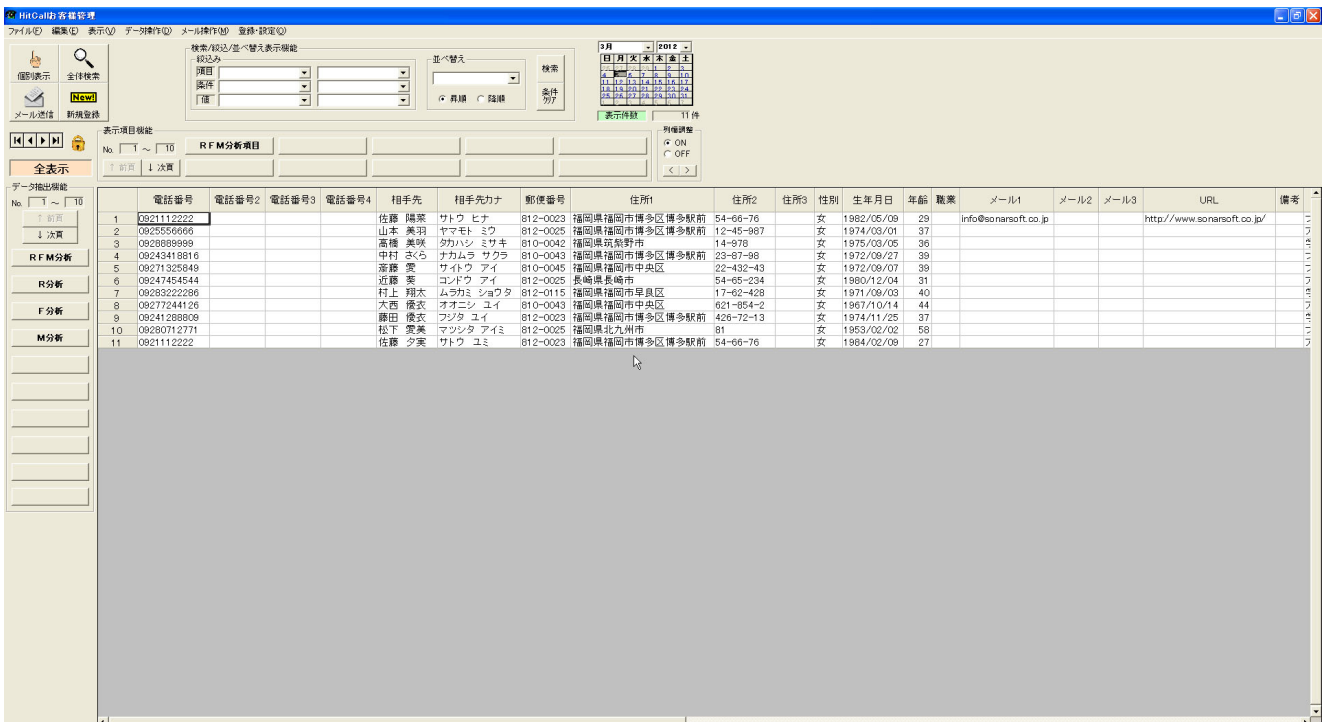 HitCallお客様管理
ファイル(F) 編集(E) 表示(V) データ操作(D) メール操作(M) 登録・設定(O)
個別表示 全体検索
メール送信 New! 新規登録
検索/絞込/並べ替え表示機能
絞込み
項目
条件
値
並べ替え
昇順 降順
検索
条件クリア
3月 2012
日 月 火 水 木 金 土
4 5 6 7 8 9 10
11 12 13 14 15 16 17
18 19 20 21 22 23 24
25 26 27 28 29 30 31
表示件数 11 件
表示項目機能
No. 1 ~ 10 RFM分析項目
↑ 前頁 ↓ 次頁
列幅調整
ON
OFF
< >
全表示
データ抽出機能
No. 1 ~ 10
↑ 前頁
↓ 次頁
RFM分析
R分析
F分析
M分析
電話番号 電話番号2 電話番号3 電話番号4 相手先 相手先カナ 郵便番号 住所1 住所2 住所3 性別 生年月日 年齢 職業 メール1 メール2 メール3 URL 備考
1 0921112222 佐藤 陽菜 サトウ ヒナ 812-0023 福岡県福岡市博多区博多駅前 54-66-76 女 1982/05/09 29 info@sonarsoft.co.jp http://www.sonarsoft.co.jp/
2 0925556666 山本 美羽 ヤマモト ミウ 812-0025 福岡県福岡市博多区博多駅前 12-45-987 女 1974/03/01 37
3 0928889999 高橋 美咲 タカハシ ミサキ 810-0042 福岡県筑紫野市 14-978 女 1975/03/05 36
4 09243418816 中村 さくら ナカムラ サクラ 810-0043 福岡県福岡市博多区博多駅前 23-87-98 女 1972/09/27 39
5 09271325849 斎藤 愛 サイトウ アイ 810-0045 福岡県福岡市中央区 22-432-43 女 1972/09/07 39
6 09247454544 近藤 葵 コンドウ アイ 812-0025 長崎県長崎市 54-65-234 女 1980/12/04 31
7 09283222286 村上 翔太 ムラカミ ショウタ 812-0115 福岡県福岡市早良区 17-62-428 女 1971/09/03 40
8 09277244126 大西 優衣 オオニシ ユイ 810-0043 福岡県福岡市中央区 621-854-2 女 1967/10/14 44
9 09241288809 藤田 優衣 フジタ ユイ 812-0023 福岡県福岡市博多区博多駅前 426-72-13 女 1974/11/25 37
10 09280712771 松下 愛美 マツシタ アイミ 812-0025 福岡県北九州市 81 女 1953/02/02 58
11 0921112222 佐藤 夕実 サトウ ユミ 812-0023 福岡県福岡市博多区博多駅前 54-66-76 女 1984/02/09 27